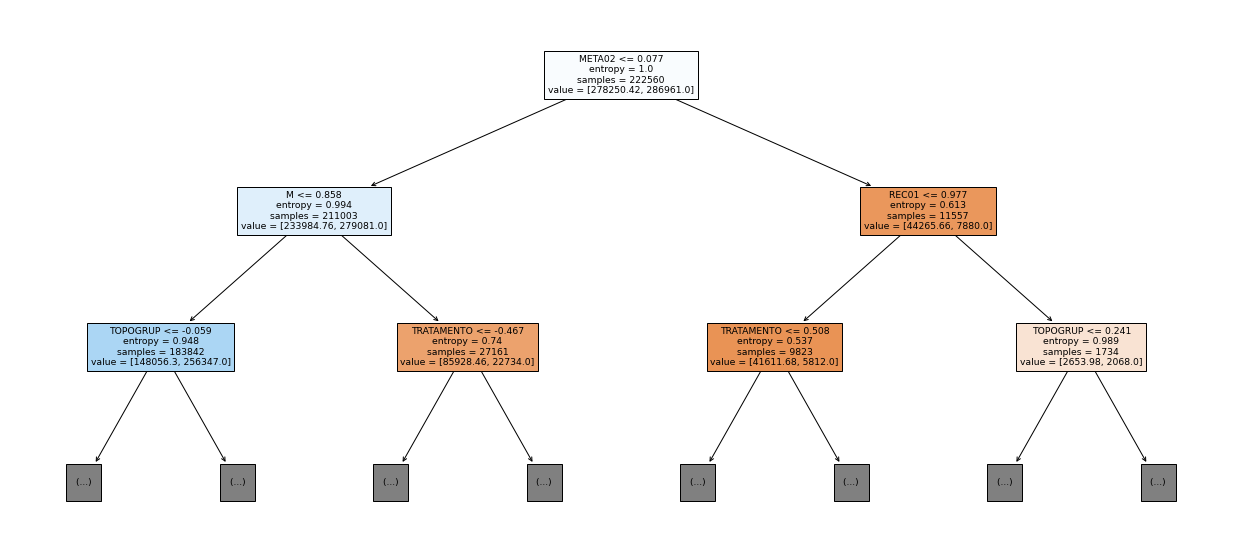 META02 <= 0.077
entropy = 1.0
samples = 222560
value = [278250.42, 286961.0]
M <= 0.858
entropy = 0.994
samples = 211003
value = [233984.76, 279081.0]
REC01 <= 0.977
entropy = 0.613
samples = 11557
value = [44265.66, 7880.0]
TOPOGRUP <= -0.059
entropy = 0.948
samples = 183842
value = [148056.3, 256347.0]
TRATAMENTO <= -0.467
entropy = 0.74
samples = 27161
value = [85928.46, 22734.0]
TRATAMENTO <= 0.508
entropy = 0.537
samples = 9823
value = [41611.68, 5812.0]
TOPOGRUP <= 0.241
entropy = 0.989
samples = 1734
value = [2653.98, 2068.0]
(...)
(...)
(...)
(...)
(...)
(...)
(...)
(...)